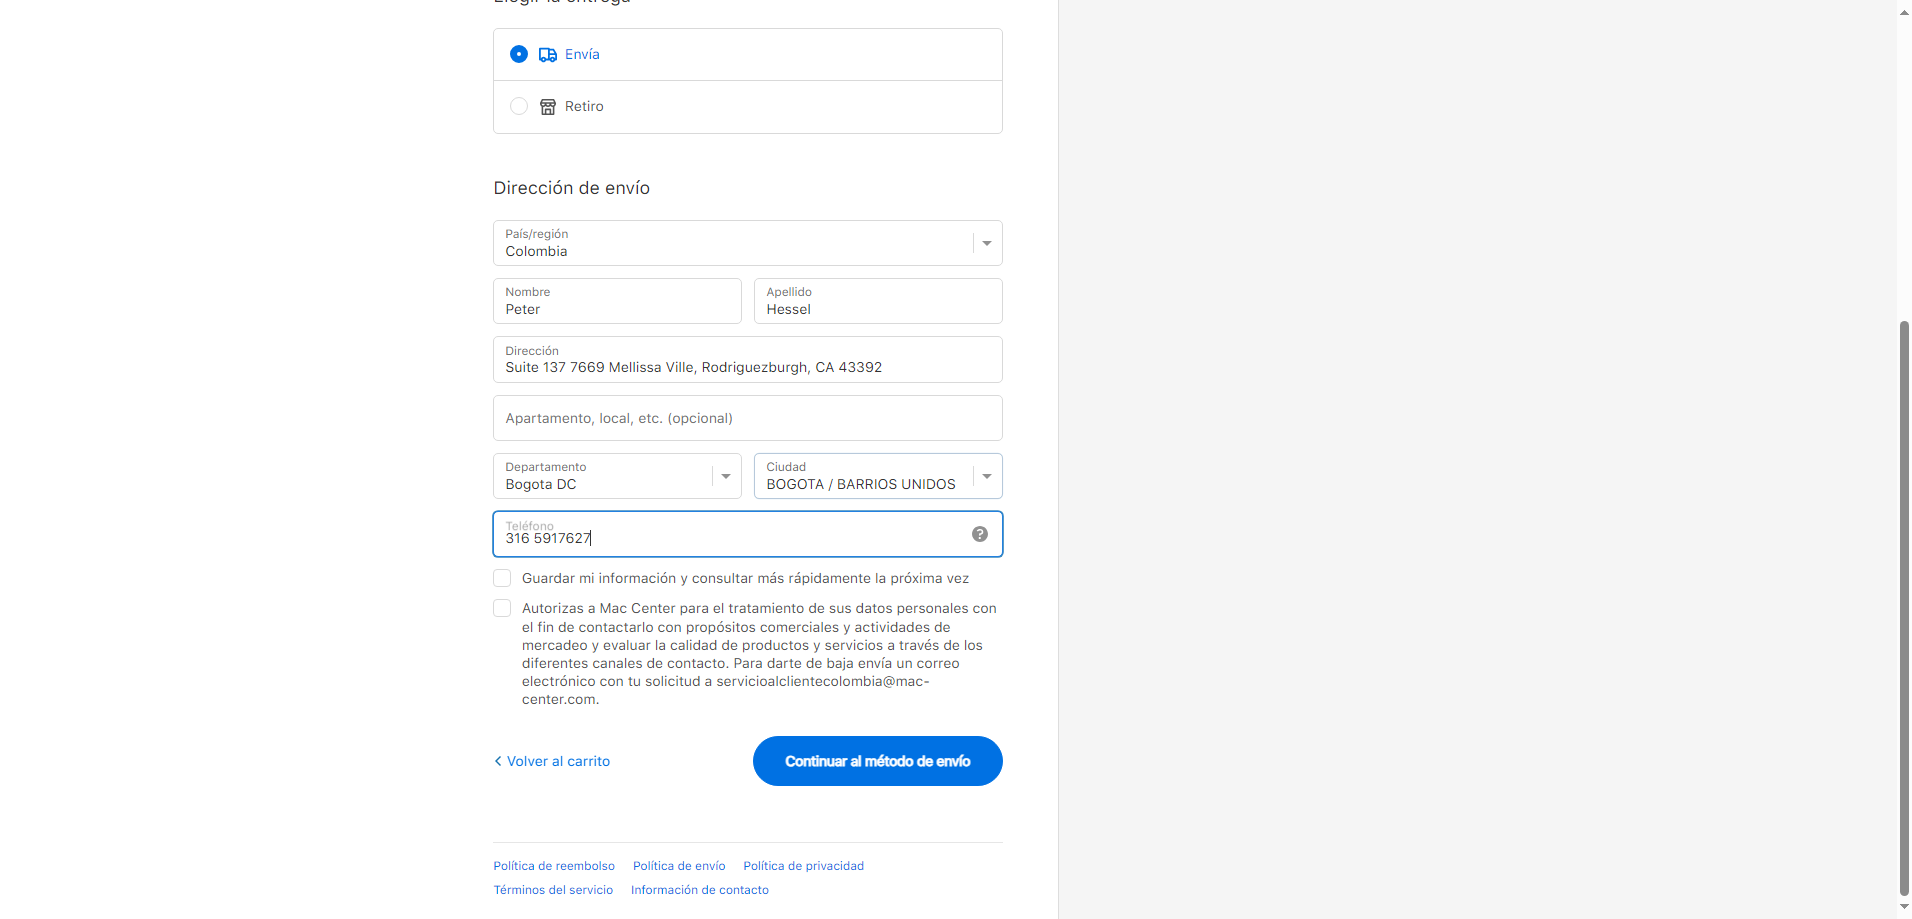 Elegir la entrega
Envía
Retiro
Dirección de envío
País/región
Colombia
Nombre
Peter
Apellido
Hessel
Dirección
Suite 137 7669 Mellissa Ville, Rodriguezburgh, CA 43392
Apartamento, local, etc. (opcional)
Departamento
Bogota DC
Ciudad
BOGOTA / BARRIOS UNIDOS
Teléfono
316 5917627
Guardar mi información y consultar más rápidamente la próxima vez
Autorizas a Mac Center para el tratamiento de sus datos personales con
el fin de contactarlo con propósitos comerciales y actividades de
mercadeo y evaluar la calidad de productos y servicios a través de los
diferentes canales de contacto. Para darte de baja envía un correo
electrónico con tu solicitud a servicioalclientecolombia@mac-
center.com.
Volver al carrito
Continuar al método de envío
Política de reembolso
Política de envío
Política de privacidad
Términos del servicio
Información de contacto